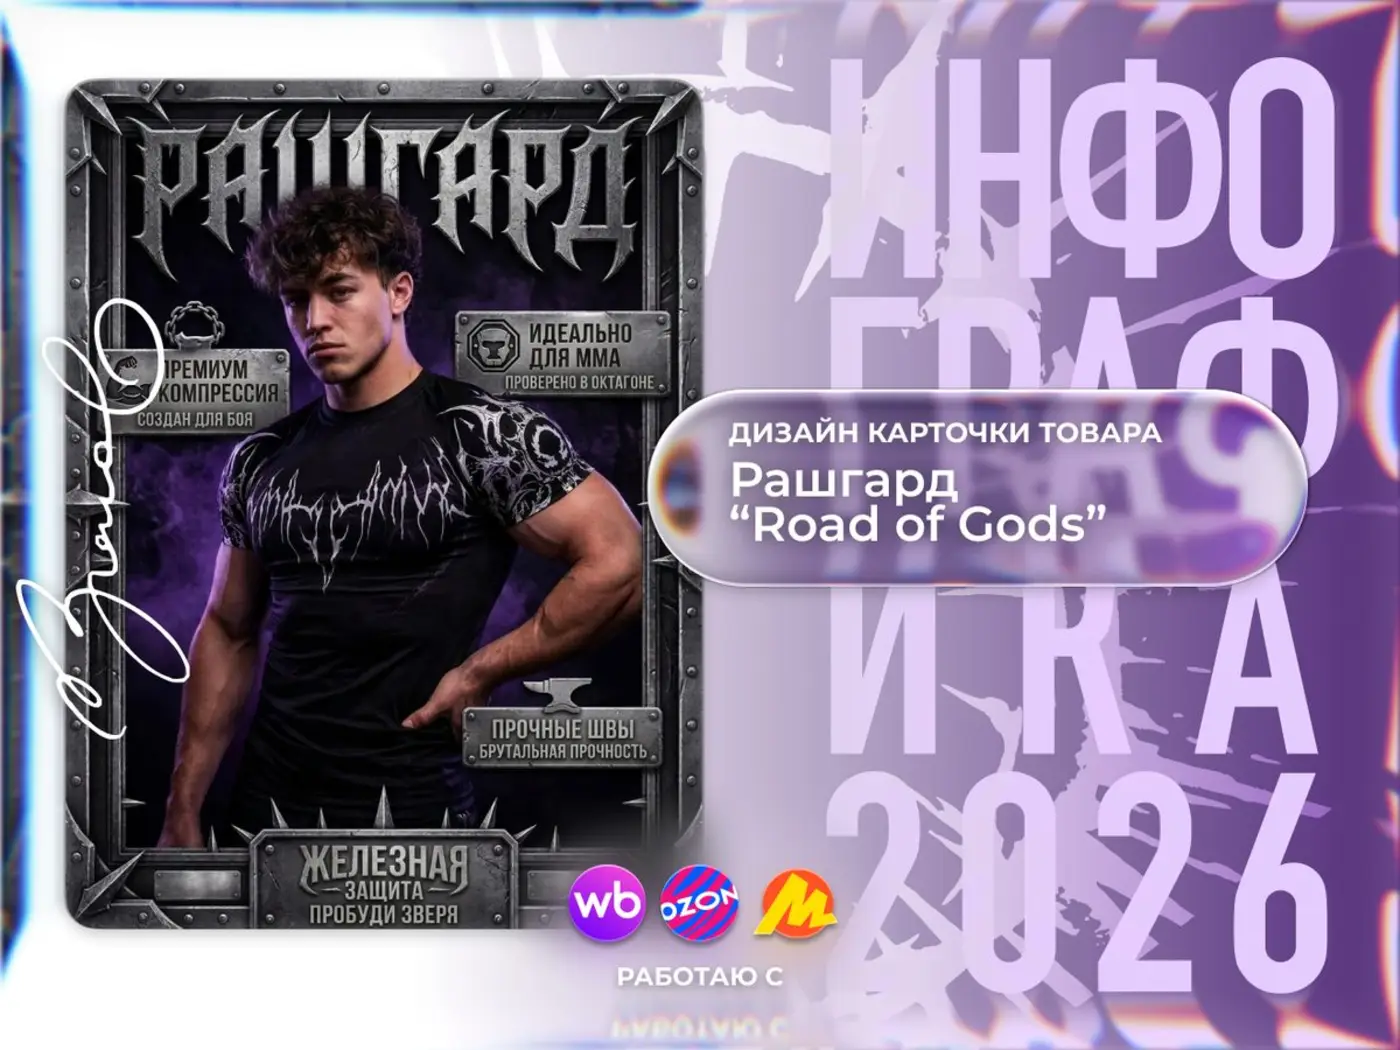 РАШГАРД
ПРЕМИУМ
КОМПРЕССИЯ
СОЗДАН ДЛЯ БОЯ
ИДЕАЛЬНО
ДЛЯ ММА
ПРОВЕРЕНО В ОКТАГОНЕ
ПРОЧНЫЕ ШВЫ
БРУТАЛЬНАЯ ПРОЧНОСТЬ
ЖЕЛЕЗНАЯ
ЗАЩИТА
ПРОБУДИ ЗВЕРЯ
ИНФО
ГРАФ
ИКА
2026
ДИЗАЙН КАРТОЧКИ ТОВАРА
Рашгард
“Road of Gods”
wb
OZON
РАБОТАЮ С